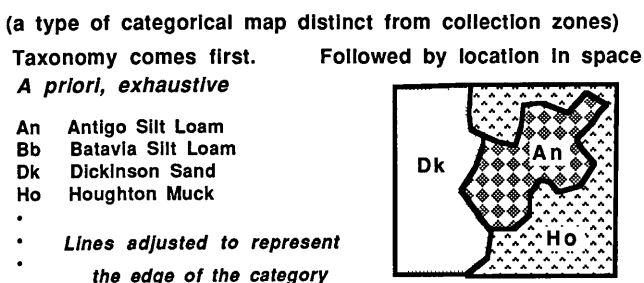 (a type of categorical map distinct from collection zones)
Taxonomy comes first. Followed by location in space
A priori, exhaustive
An Antigo Silt Loam
Bb Batavia Silt Loam
Dk Dickinson Sand
Ho Houghton Muck
•
• Lines adjusted to represent
• the edge of the category
Dk
An
Ho